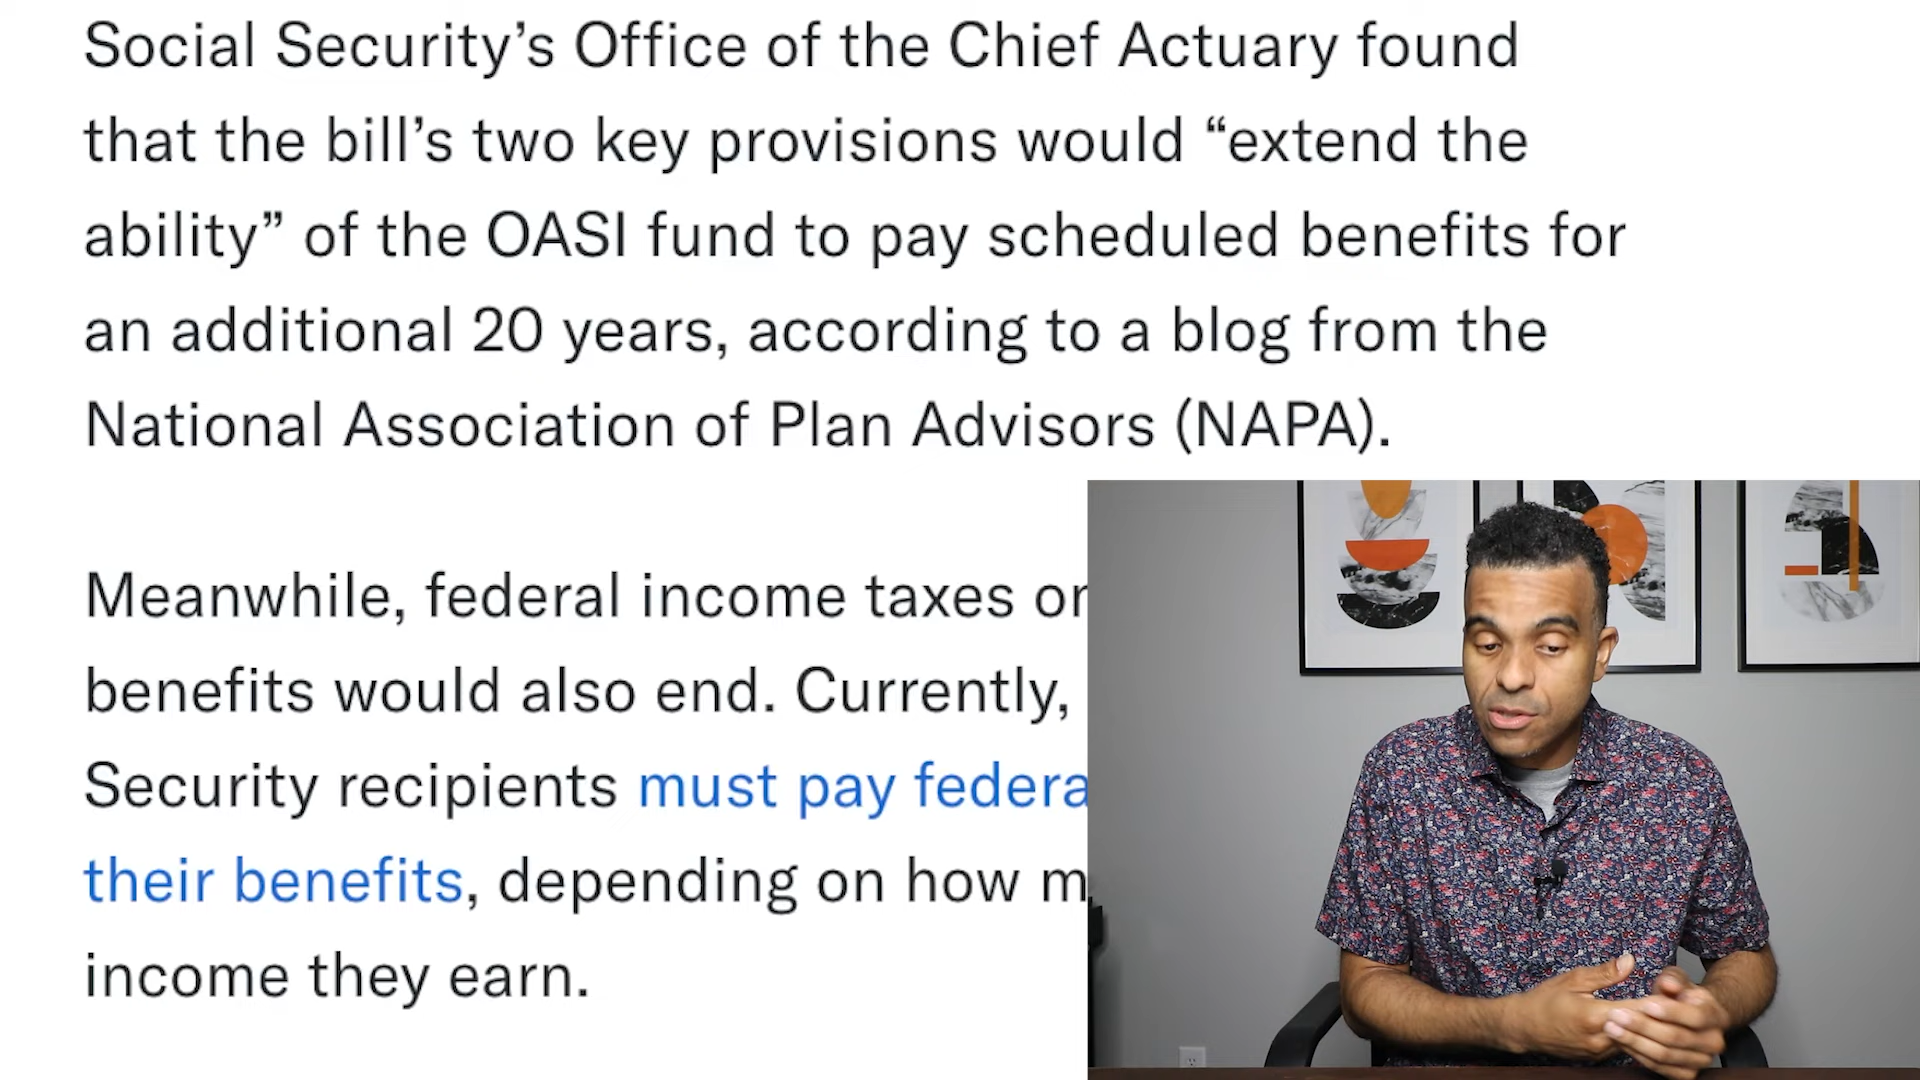 Social Security’s Office of the Chief Actuary found
that the bill’s two key provisions would “extend the
ability” of the OASI fund to pay scheduled benefits for
an additional 20 years, according to a blog from the
National Association of Plan Advisors (NAPA).
Meanwhile, federal income taxes
benefits would also end. Currently,
Security recipients must pay
their benefits, depending on how
income they earn.